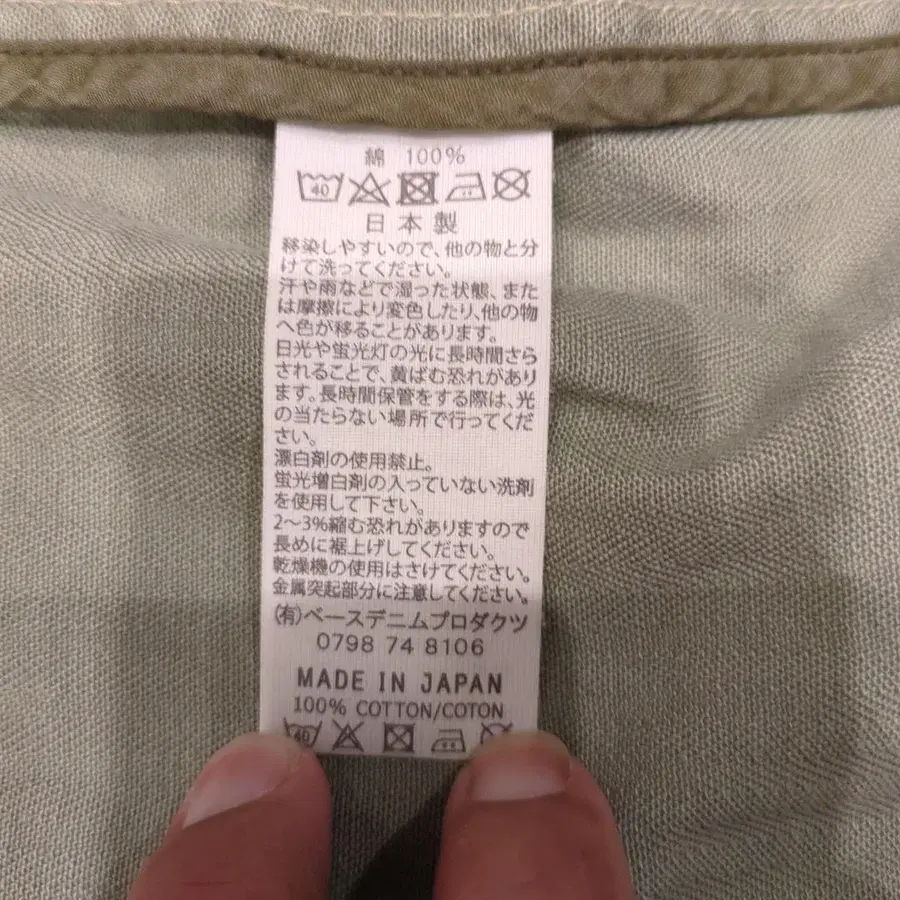 綿 100%
40
日本製
移染しやすいので、他の物と分
けて洗ってください。
汗や雨などで湿った状態、また
は摩擦により変色したり、他の物
へ色が移ることがあります。
日光や蛍光灯の光に長時間さら
されることで、黄ばむ恐れがあり
ます。長時間保管をする際は、光
の当たらない場所で行ってくだ
さい。
漂白剤の使用禁止。
蛍光増白剤の入っていない洗剤
を使用して下さい。
2〜3%縮む恐れがありますので
長めに裾上げしてください。
乾燥機の使用はさけてください。
金属突起部分に注意してください。
(有)ベースデニムプロダクツ
0798 74 8106
MADE IN JAPAN
100% COTTON/COTON
40